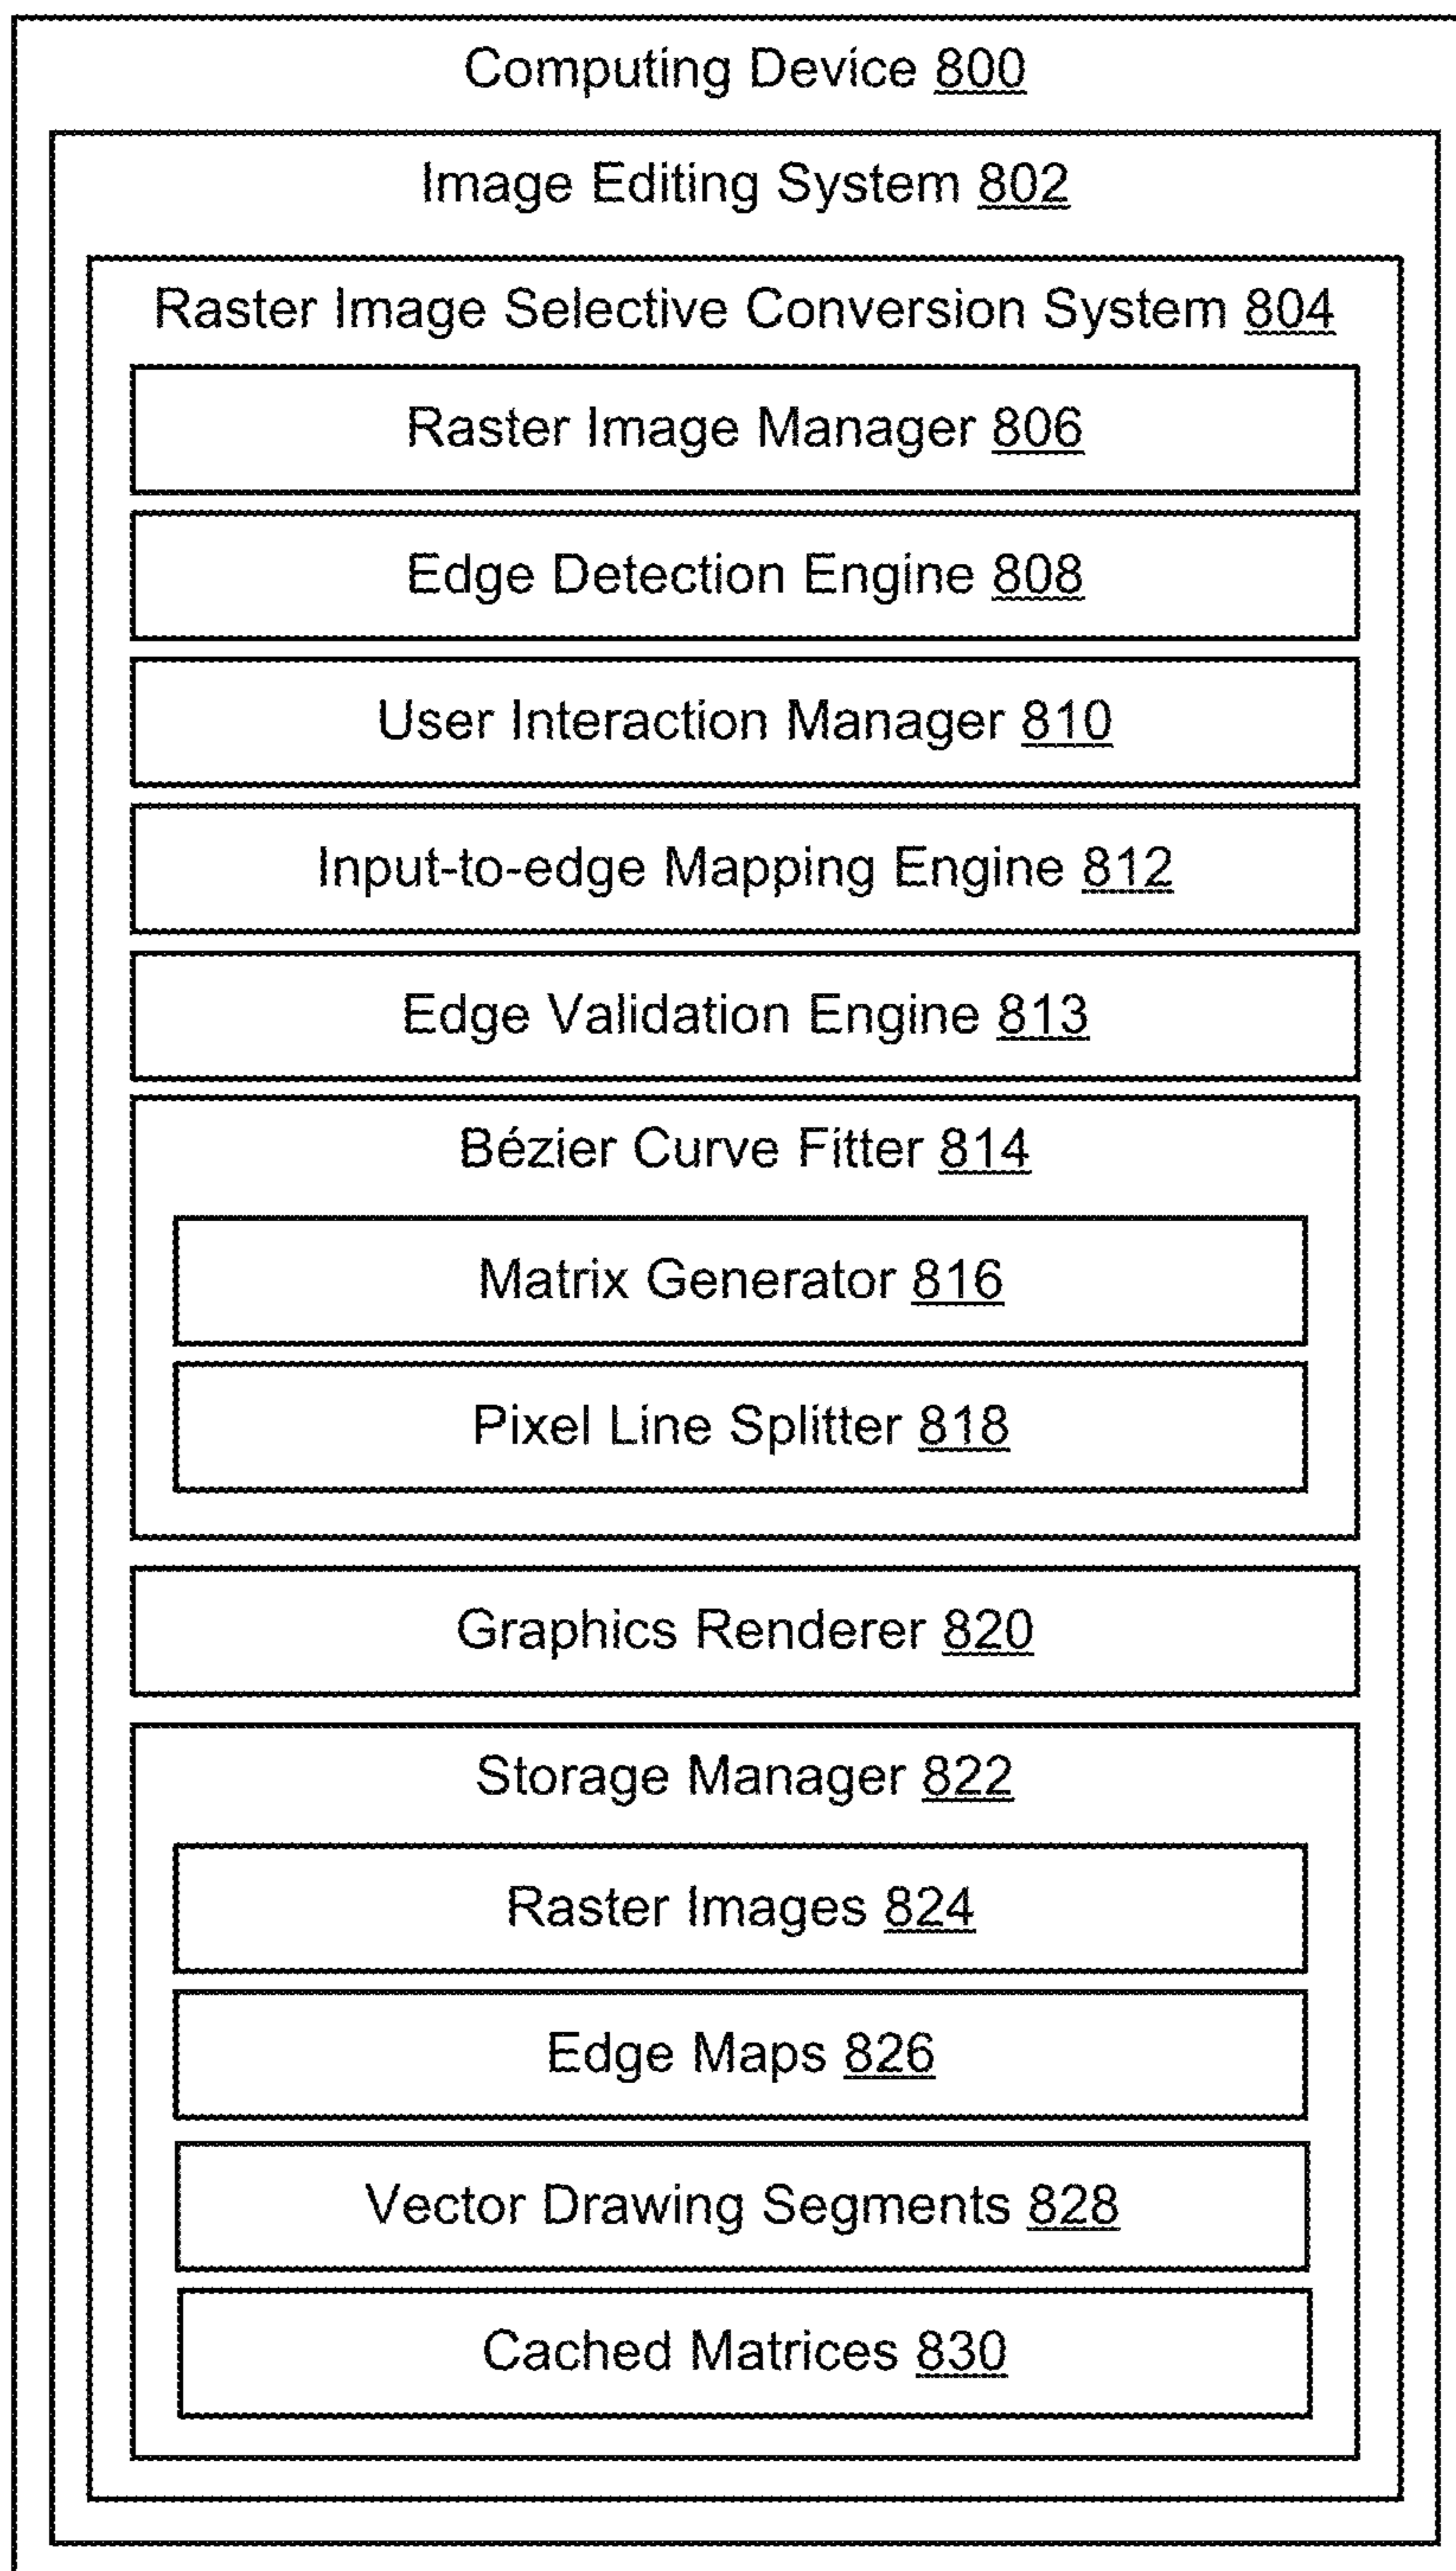 Computing Device 800
Image Editing System 802
Raster Image Selective Conversion System 804
Raster Image Manager 806
Edge Detection Engine 808
User Interaction Manager 810
Input-to-edge Mapping Engine 812
Edge Validation Engine 813
Bézier Curve Fitter 814
Matrix Generator 816
Pixel Line Splitter 818
Graphics Renderer 820
Storage Manager 822
Raster Images 824
Edge Maps 826
Vector Drawing Segments 828
Cached Matrices 830